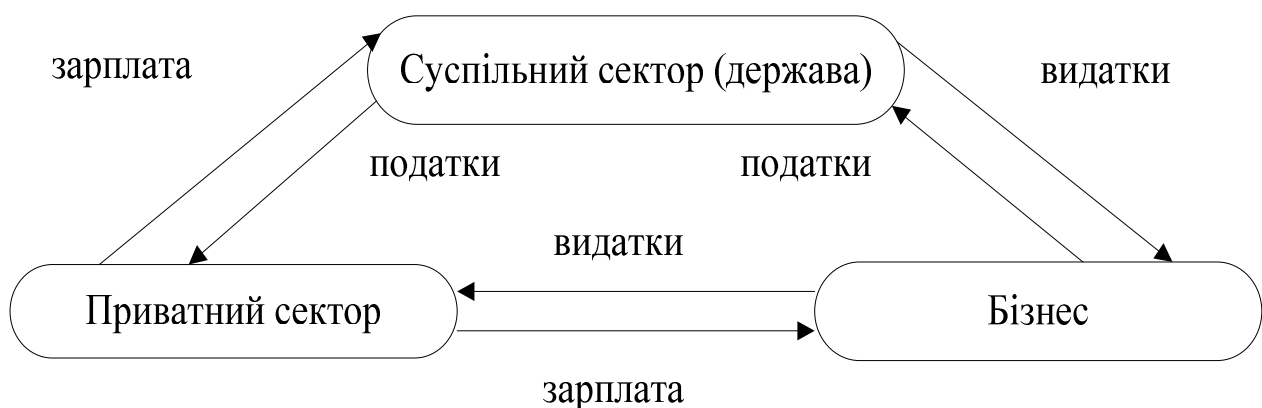 зарплата
Суспільний сектор (держава)
видатки
податки
податки
видатки
Приватний сектор
Бізнес
зарплата